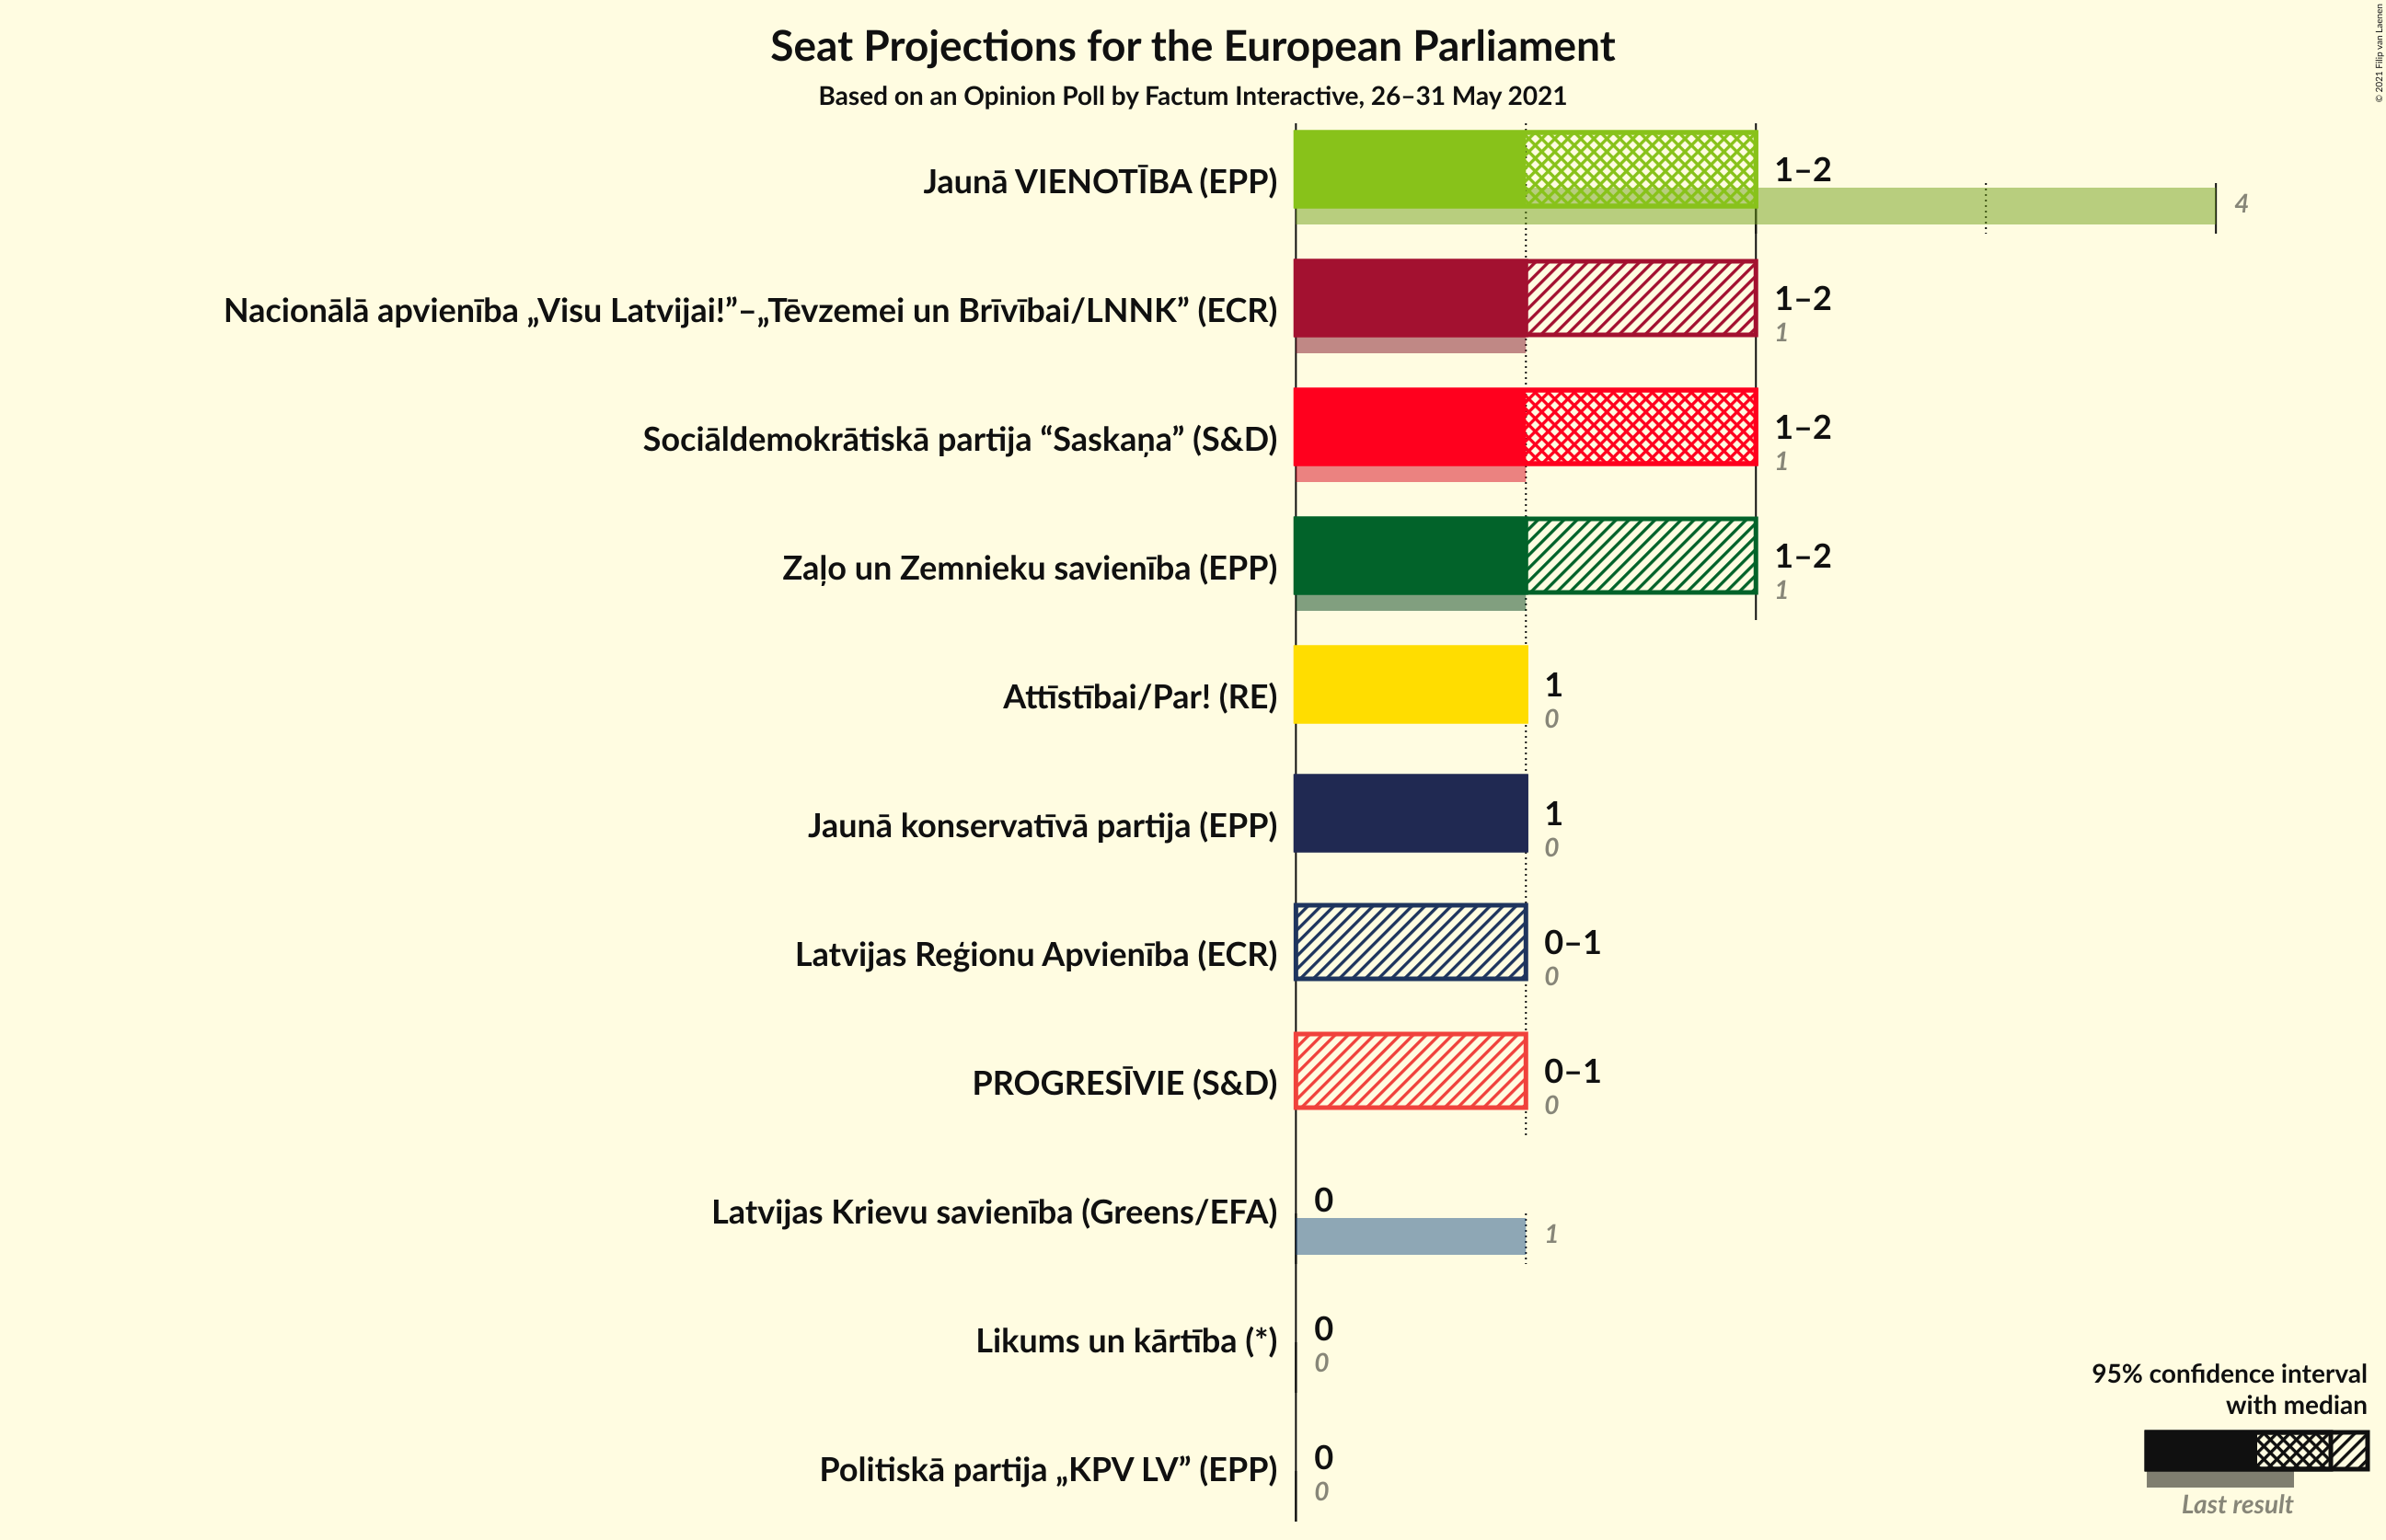 Seat Projections for the European Parliament
Based on an Opinion Poll by Factum Interactive, 26–31 May 2021
© 2021 Filip van Laenen
Jaunā VIENOTĪBA (EPP)
1–2
4
Nacionālā apvienība „Visu Latvijai!”–„Tēvzemei un Brīvībai/LNNK” (ECR)
1–2
1
Sociāldemokrātiskā partija “Saskaņa” (S&D)
1–2
1
Zaļo un Zemnieku savienība (EPP)
1–2
1
Attīstībai/Par! (RE)
1
0
Jaunā konservatīvā partija (EPP)
1
0
Latvijas Reģionu Apvienība (ECR)
0–1
0
PROGRESĪVIE (S&D)
0–1
0
Latvijas Krievu savienība (Greens/EFA)
0
1
Likums un kārtība (*)
0
0
Politiskā partija „KPV LV” (EPP)
0
0
95% confidence interval
with median
Last result